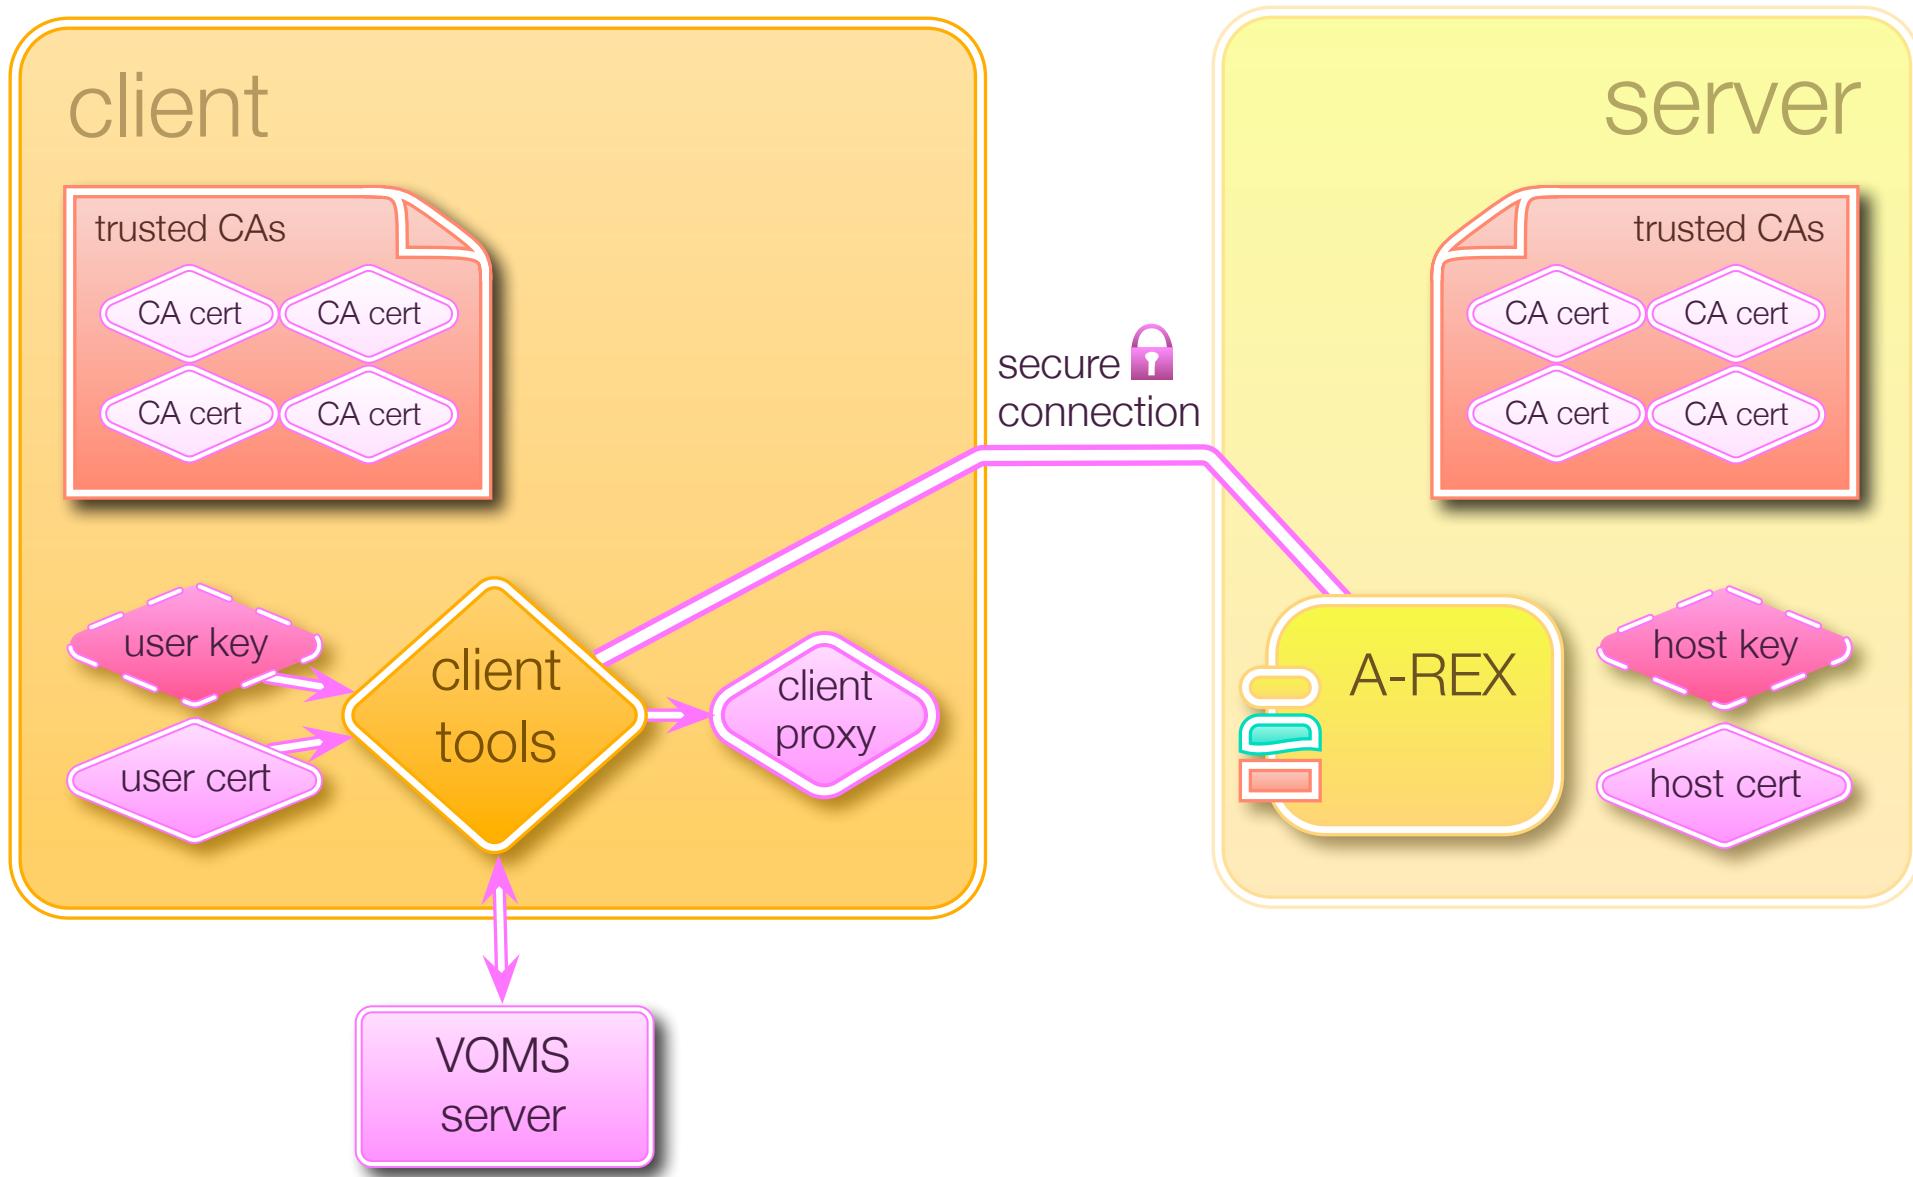 client
trusted CAs
CA cert
CA cert
CA cert
CA cert
user key
user cert
client
tools
client
proxy
VOMS
server
secure
connection
server
trusted CAs
CA cert
CA cert
CA cert
CA cert
A-REX
host key
host cert